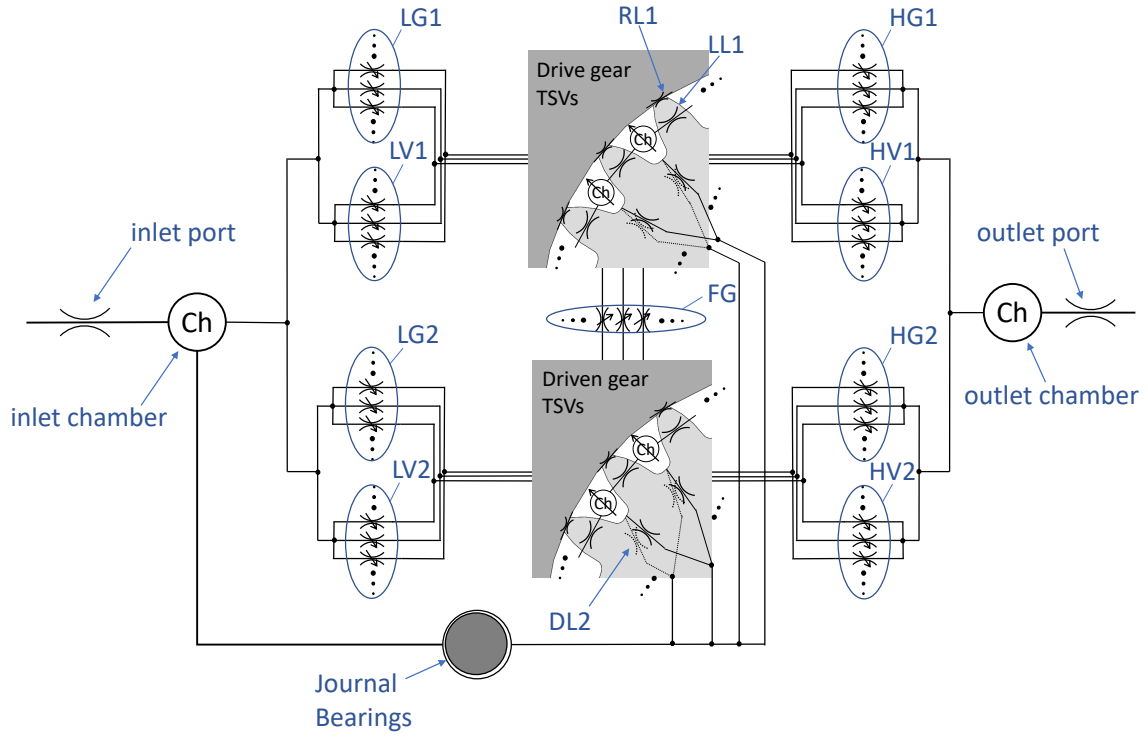 LG1
RL1
HG1
LL1
Drive gear
TSVs
Ch
Ch
LV1
HV1
inlet port
outlet port
Ch
FG
Ch
LG2
HG2
inlet chamber
Driven gear
TSVs
outlet chamber
Ch
Ch
LV2
HV2
DL2
Journal
Bearings